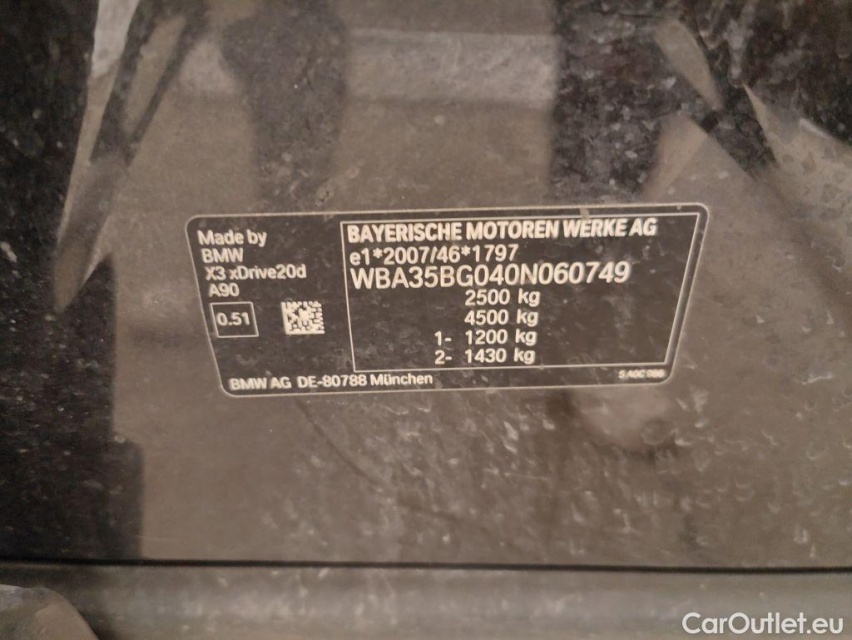 Made by
BMW
X3 xDrive20d
A90
0.51
BAYERISCHE MOTOREN WERKE AG
e1*2007/46*1797
WBA35BG040N060749
2500 kg
4500 kg
1- 1200 kg
2- 1430 kg
BMW AG DE-80788 München
CarOutlet.eu